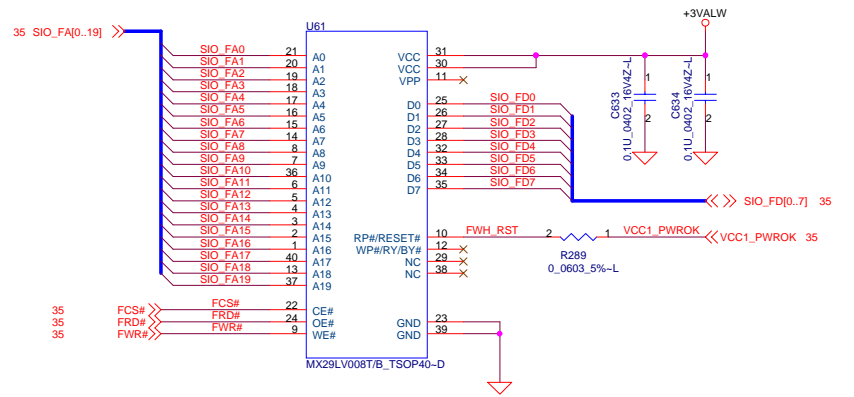 U61
+3VALW
35 SIO_FA[0..19]
SIO_FA0 21 A0
SIO_FA1 20 A1
SIO_FA2 19 A2
SIO_FA3 18 A3
SIO_FA4 17 A4
SIO_FA5 16 A5
SIO_FA6 15 A6
SIO_FA7 14 A7
SIO_FA8 8 A8
SIO_FA9 7 A9
SIO_FA10 36 A10
SIO_FA11 6 A11
SIO_FA12 5 A12
SIO_FA13 4 A13
SIO_FA14 3 A14
SIO_FA15 2 A15
SIO_FA16 1 A16
SIO_FA17 40 A17
SIO_FA18 13 A18
SIO_FA19 37 A19
35 FCS# FCS# 22 CE#
35 FRD# FRD# 24 OE#
35 FWR# FWR# 9 WE#
VCC 31
VCC 30
VPP 11
D0 25 SIO_FD0
D1 26 SIO_FD1
D2 27 SIO_FD2
D3 28 SIO_FD3
D4 32 SIO_FD4
D5 33 SIO_FD5
D6 34 SIO_FD6
D7 35 SIO_FD7
SIO_FD[0..7] 35
RP#/RESET# 10 FWH_RST 2 1 VCC1_PWROK VCC1_PWROK 35
WP#/RY/BY# 12
NC 29
NC 38
R289
0_0603_5%~L
GND 23
GND 39
MX29LV008T/B_TSOP40~D
C633
0.1U_0402_16V4Z~L
1
2
C634
0.1U_0402_16V4Z~L
1
2